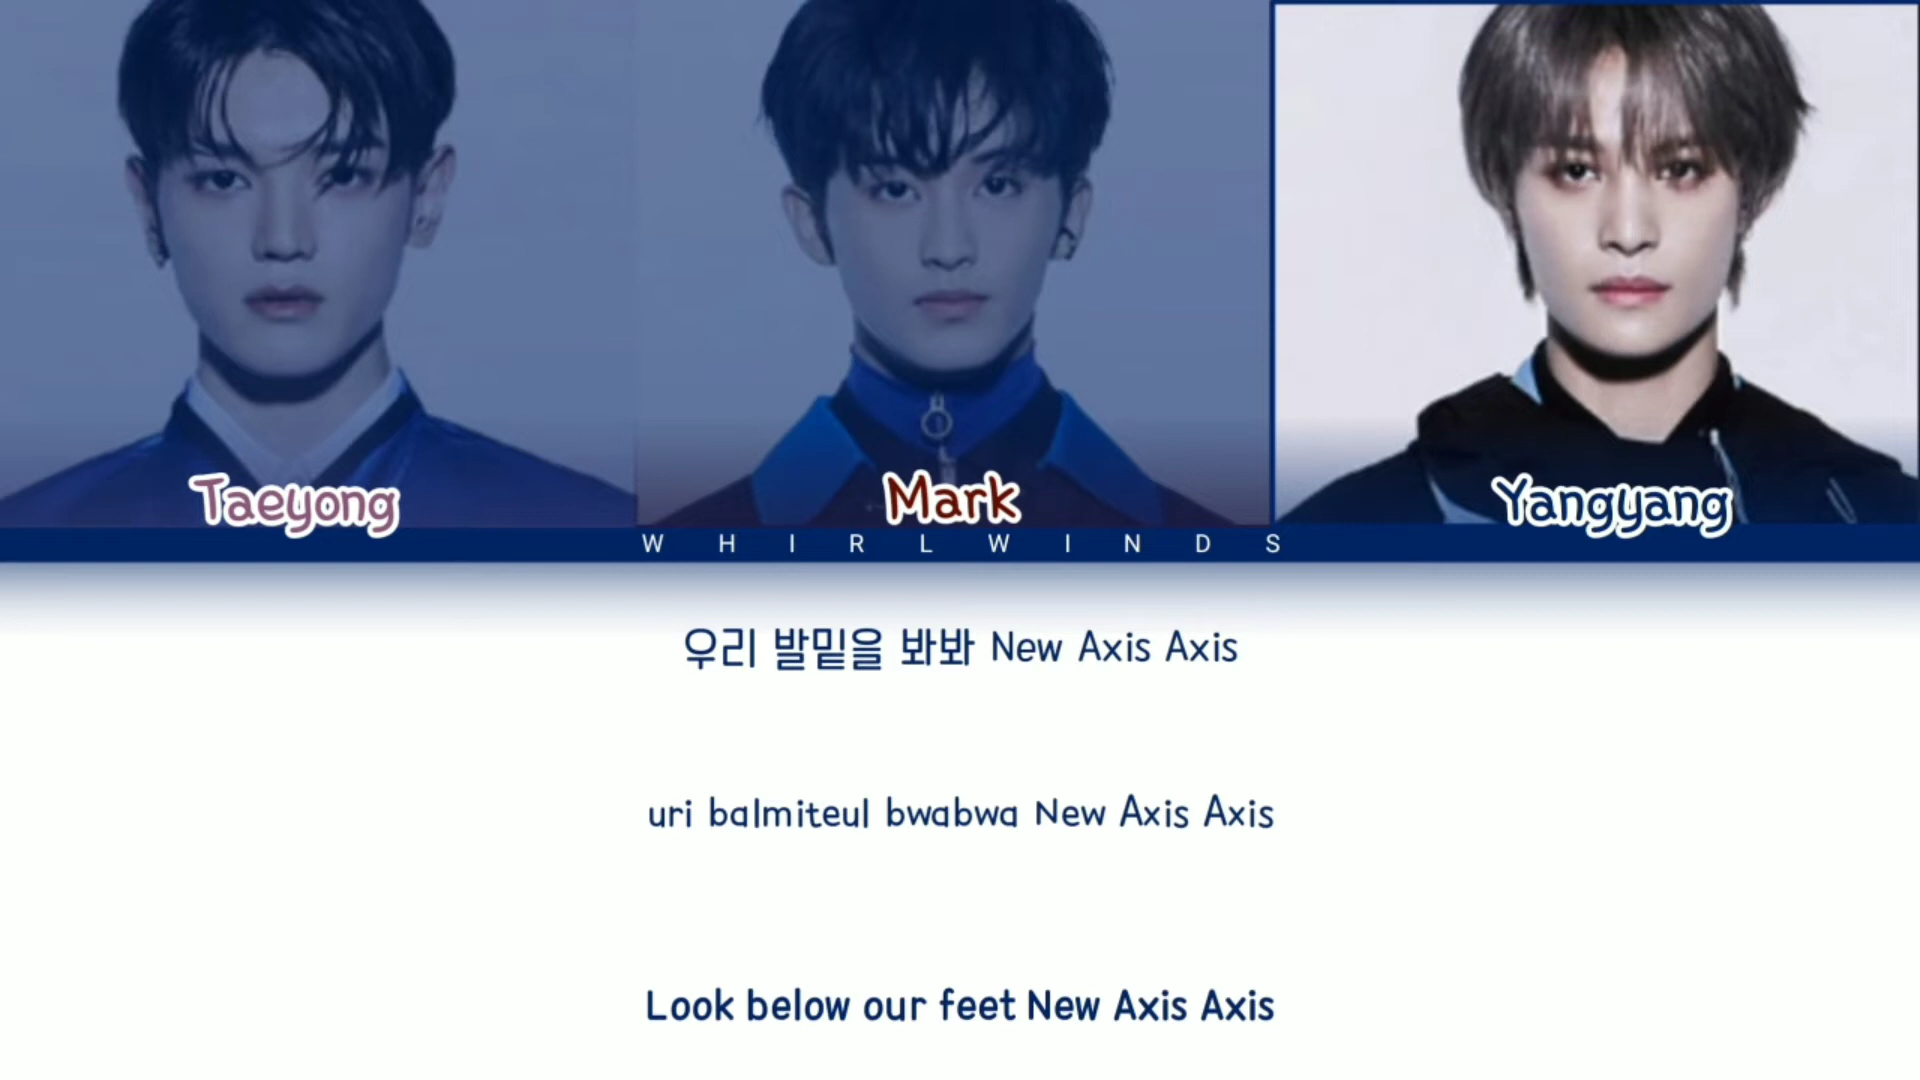 Taeyong
Mark
Yangyang
WHIRLWINDS
우리 발밑을 봐봐 New Axis Axis
uri balmiteul bwabwa New Axis Axis
Look below our feet New Axis Axis